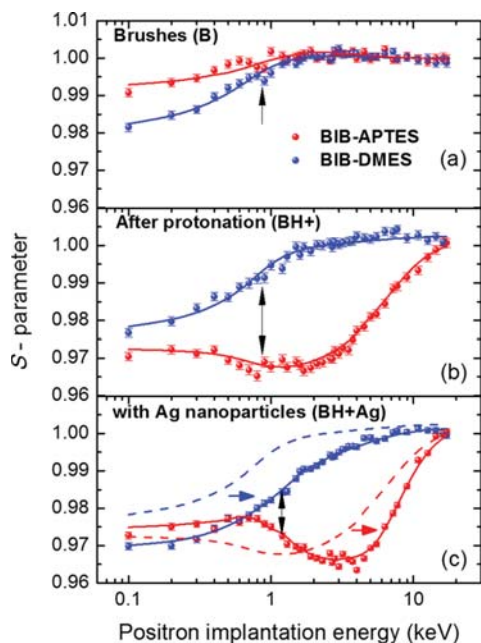 Brushes (B)
1.00
0.99
0.98
0.97
0.96
BIB-APTES
BIB-DMES
(a)
After protonation (BH+)
1.00
0.99
0.98
0.97
0.96
(b)
with Ag nanoparticles (BH+Ag)
1.00
0.99
0.98
0.97
0.96
(c)
S - parameter
0.1
1
10
Positron implantation energy (keV)